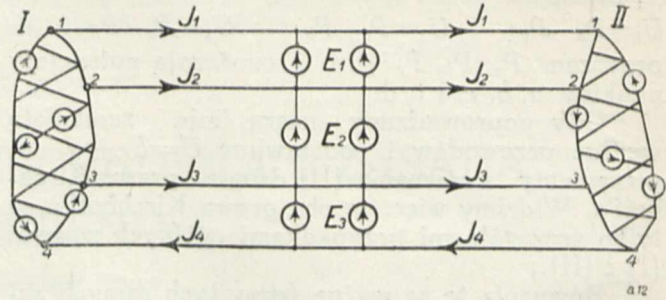 I J₁ J₁ 1 II
1
E₁
2 J₂ J₂ 2
E₂
3 J₃ J₃ 3
E₃
4 J₄ J₄ 4
a12